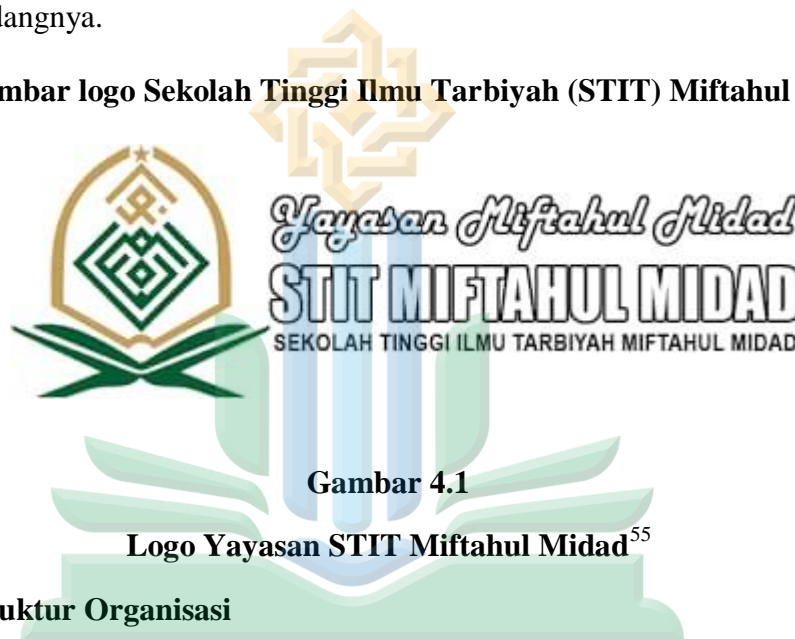 dangnya.
mbar logo Sekolah Tinggi Ilmu Tarbiyah (STIT) Miftahul
Yayasan Miftahul Midad
STIT MIFTAHUL MIDAD
SEKOLAH TINGGI ILMU TARBIYAH MIFTAHUL MIDAD
Gambar 4.1
Logo Yayasan STIT Miftahul Midad55
uktur Organisasi